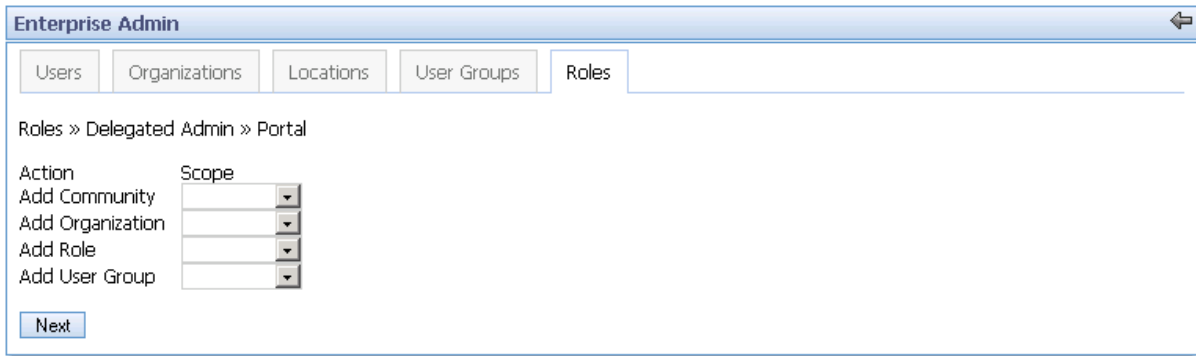 Enterprise Admin
Users Organizations Locations User Groups Roles
Roles » Delegated Admin » Portal
Action Scope
Add Community
Add Organization
Add Role
Add User Group
Next